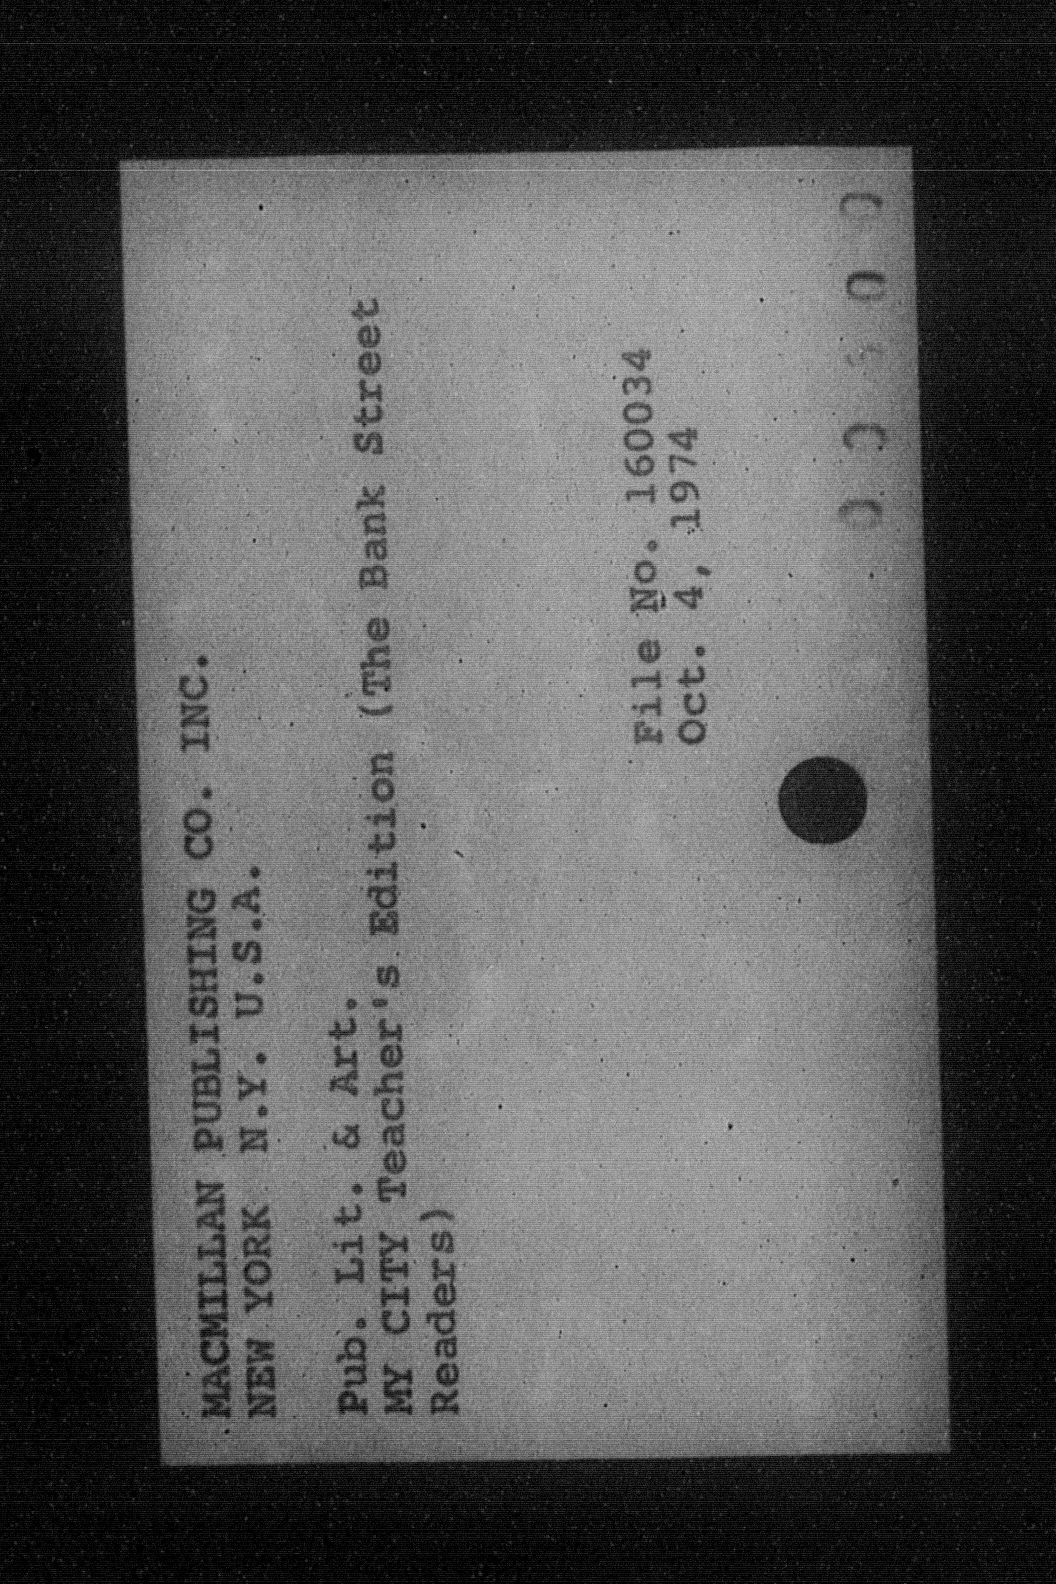 MACMILLAN PUBLISHING CO. INC.
NEW YORK N.Y. U.S.A.
Pub. Lit. & Art.
MY CITY Teacher's Edition (The Bank Street
Readers)
File No. 160034
Oct. 4, 1974